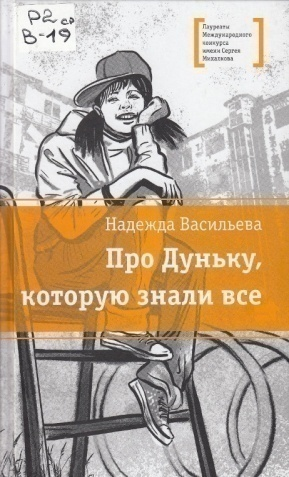 Р2 ср
В-19
Лауреаты
Международного
конкурса
имени Сергея
Михалкова
Надежда Васильева
Про Дуньку,
которую знали все